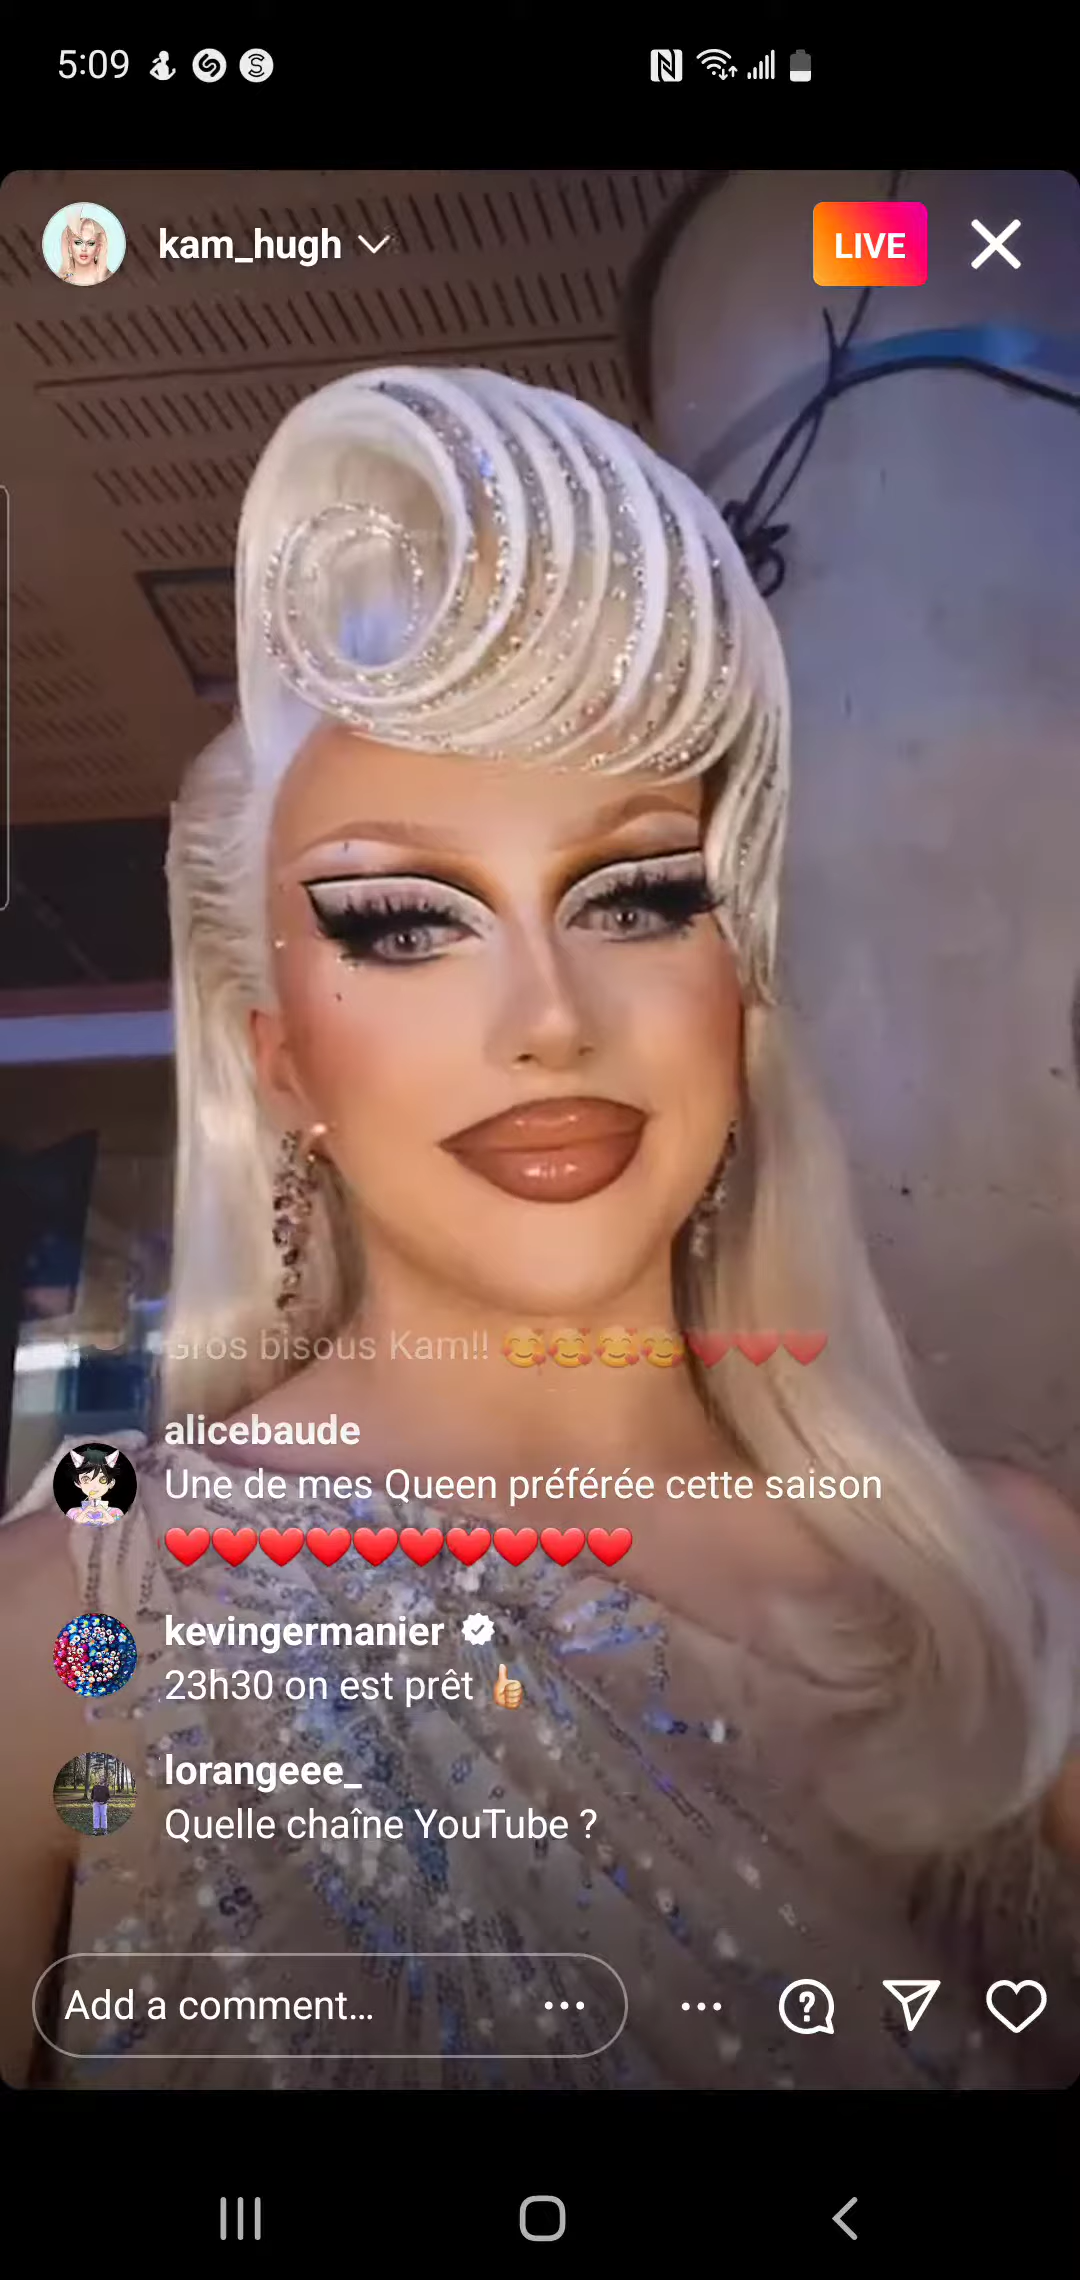 5:09
kam_hugh
LIVE
Gros bisous Kam!! 🥰🥰🥰🥰❤️❤️❤️
alicebaude
Une de mes Queen préférée cette saison
❤️❤️❤️❤️❤️❤️❤️❤️❤️❤️
kevingermanier
23h30 on est prêt 👍🏼
lorangeee_
Quelle chaîne YouTube ?
Add a comment...